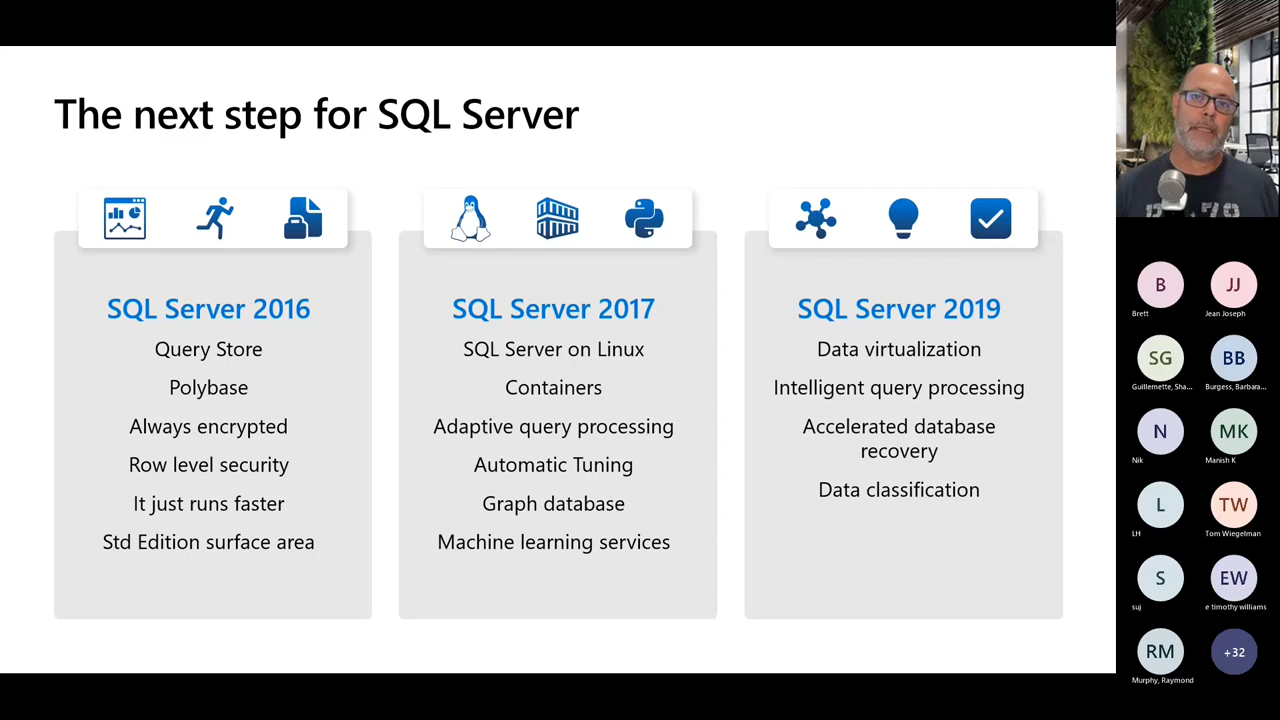 The next step for SQL Server
SQL Server 2016
Query Store
Polybase
Always encrypted
Row level security
It just runs faster
Std Edition surface area
SQL Server 2017
SQL Server on Linux
Containers
Adaptive query processing
Automatic Tuning
Graph database
Machine learning services
SQL Server 2019
Data virtualization
Intelligent query processing
Accelerated database
recovery
Data classification
B
Brett
JJ
Jean Joseph
SG
Guillemette, Sha...
BB
Burgess, Barbara...
N
Nik
MK
Manish K
L
LH
TW
Tom Wiegelman
S
suj
EW
e timothy williams
RM
Murphy, Raymond
+32